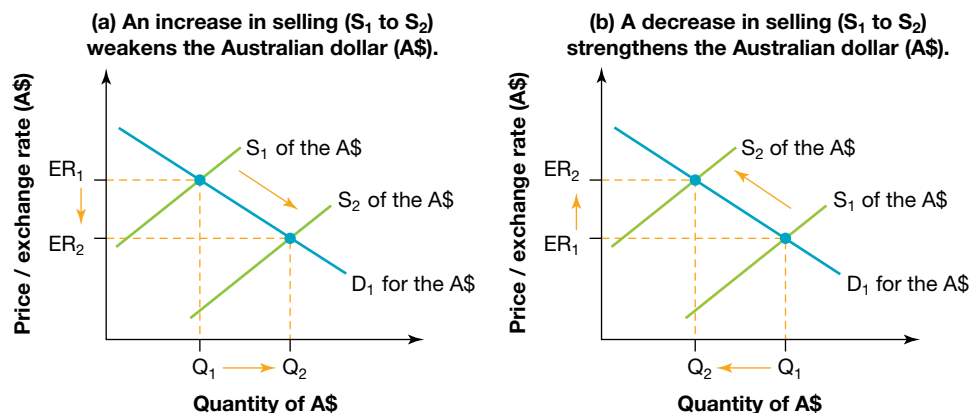 (a) An increase in selling (S₁ to S₂)
weakens the Australian dollar (A$).
Price / exchange rate (A$)
ER₁
ER₂
S₁ of the A$
S₂ of the A$
D₁ for the A$
Q₁
Q₂
Quantity of A$
(b) A decrease in selling (S₁ to S₂)
strengthens the Australian dollar (A$).
Price / exchange rate (A$)
ER₂
ER₁
S₂ of the A$
S₁ of the A$
D₁ for the A$
Q₂
Q₁
Quantity of A$